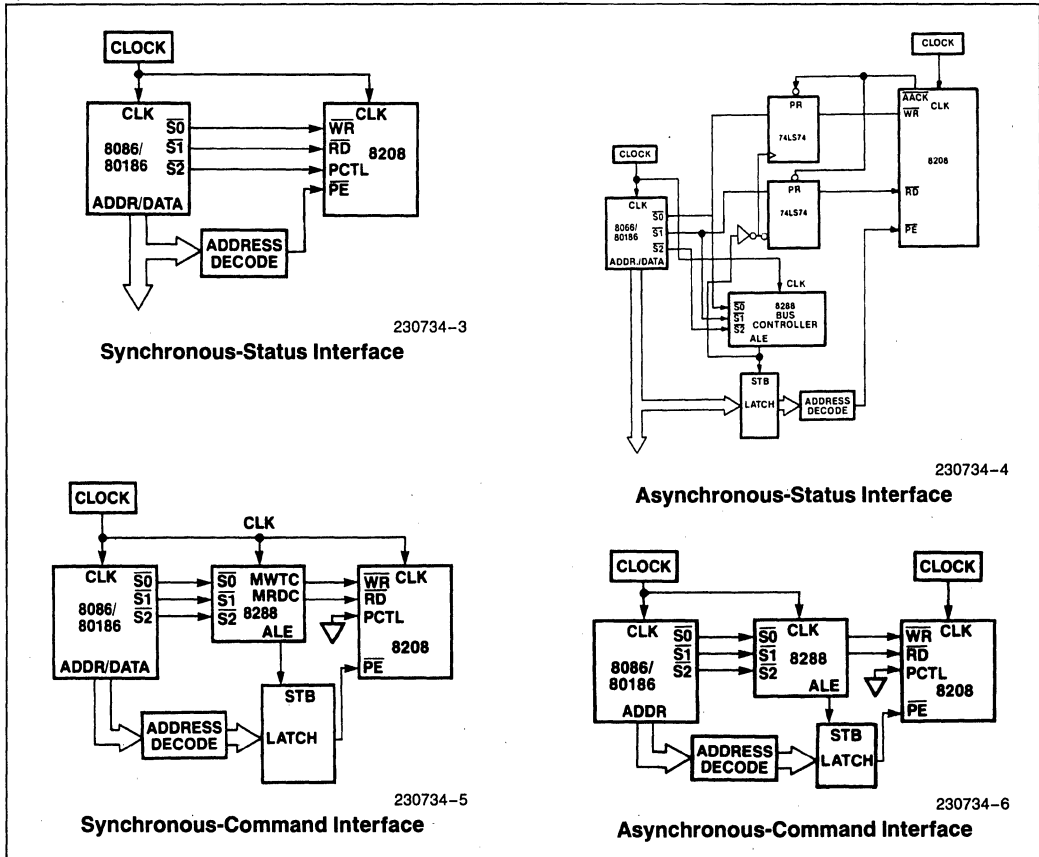 CLOCK
CLK
8086/
80186
S0
S1
S2
ADDR/DATA
CLK
WR
RD
PCTL
PE
8208
ADDRESS
DECODE
230734-3
Synchronous-Status Interface
CLOCK
AACK
CLK
WR
8208
RD
PE
PR
74LS74
PR
74LS74
CLOCK
CLK
8066/
80186
S0
S1
S2
ADDR./DATA
CLK
S0
S1
S2
8288
BUS
CONTROLLER
ALE
STB
LATCH
ADDRESS
DECODE
230734-4
Asynchronous-Status Interface
CLOCK
CLK
CLK
8086/
80186
S0
S1
S2
ADDR/DATA
S0
S1
S2
MWTC
MRDC
8288
ALE
WR
CLK
RD
PCTL
8208
PE
STB
LATCH
ADDRESS
DECODE
230734-5
Synchronous-Command Interface
CLOCK
CLOCK
CLK
8086/
80186
S0
S1
S2
ADDR
S0
S1
S2
CLK
8288
ALE
WR
CLK
RD
PCTL
8208
PE
STB
LATCH
ADDRESS
DECODE
230734-6
Asynchronous-Command Interface